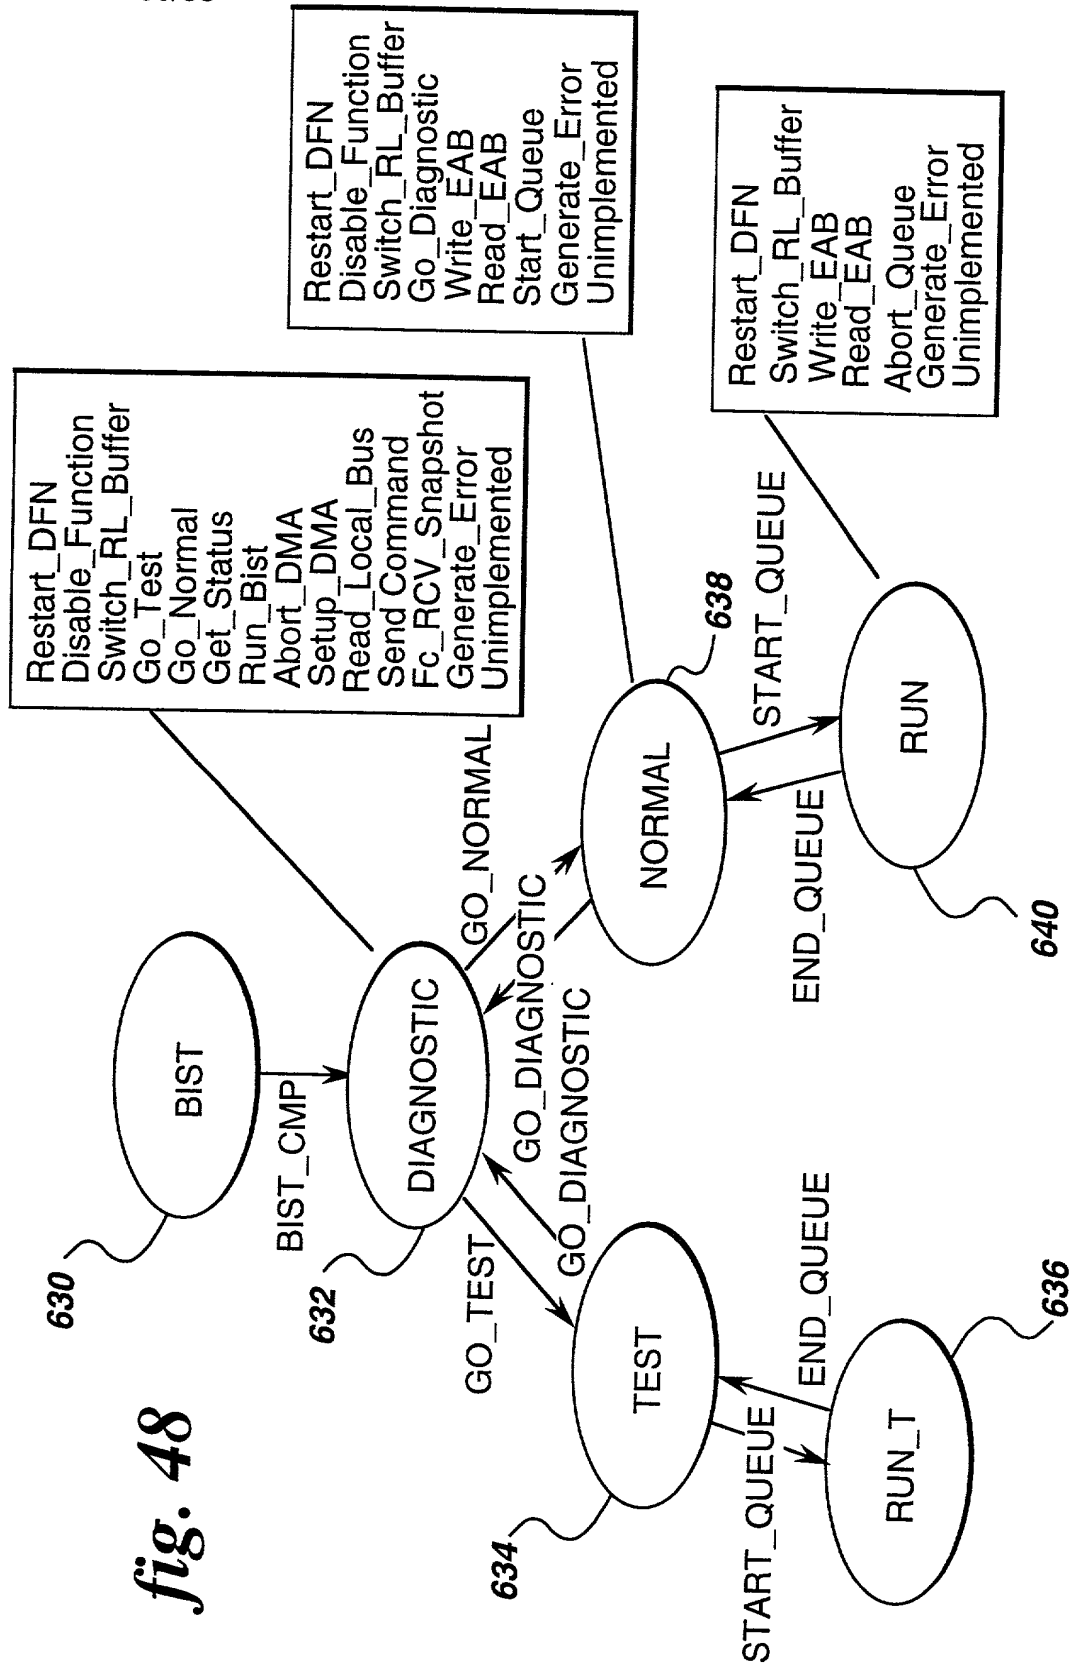 fig. 48
630
BIST
BIST_CMP
632
DIAGNOSTIC
Restart_DFN
Disable_Function
Switch_RL_Buffer
Go_Test
Go_Normal
Get_Status
Run_Bist
Abort_DMA
Setup_DMA
Read_Local_Bus
Send Command
Fc_RCV_Snapshot
Generate_Error
Unimplemented
GO_TEST
GO_DIAGNOSTIC
GO_DIAGNOSTIC
GO_NORMAL
634
TEST
NORMAL
638
Restart_DFN
Disable_Function
Switch_RL_Buffer
Go_Diagnostic
Write_EAB
Read_EAB
Start_Queue
Generate_Error
Unimplemented
START_QUEUE
END_QUEUE
END_QUEUE
START_QUEUE
RUN_T
636
RUN
640
Restart_DFN
Switch_RL_Buffer
Write_EAB
Read_EAB
Abort_Queue
Generate_Error
Unimplemented